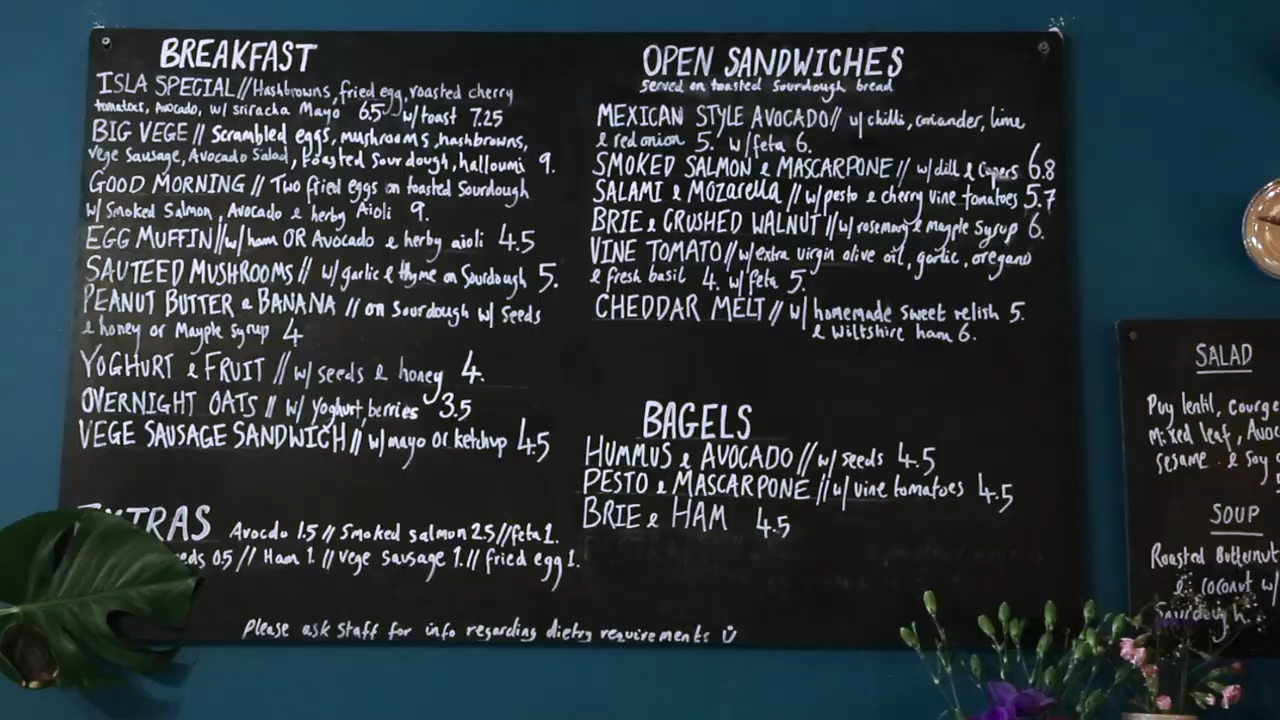 BREAKFAST
ISLA SPECIAL // Hashbrowns, fried egg, roasted cherry
tomatoes, Avocado, w/ sriracha Mayo 6.5 w/toast 7.25
BIG VEGE // Scrambled eggs, mushrooms, hashbrowns,
Vege Sausage, Avocado Salad, toasted Sourdough, halloumi 9.
GOOD MORNING // Two fried eggs on toasted Sourdough
w/ Smoked Salmon, Avocado & herby Aioli 9.
EGG MUFFIN // w/ham OR Avocado & herby aioli 4.5
SAUTEED MUSHROOMS // w/garlic & thyme on Sourdough 5.
PEANUT BUTTER & BANANA // on Sourdough w/ Seeds
& honey or Mayple Syrup 4
YOGHURT & FRUIT // w/ seeds & honey 4.
OVERNIGHT OATS // w/ yoghurt, berries 3.5
VEGE SAUSAGE SANDWICH // w/mayo or ketchup 4.5
EXTRAS Avocdo 1.5 // Smoked salmon 2.5 // feta 1.
eeds 0.5 // Ham 1. // Vege Sausage 1. // fried egg 1.
OPEN SANDWICHES
served on toasted sourdough bread
MEXICAN STYLE AVOCADO // w/ chilli, coriander, lime
& red onion 5. w/feta 6.
SMOKED SALMON & MASCARPONE // w/dill & Capers 6.8
SALAMI & MOZARELLA // w/pesto & cherry vine tomatoes 5.7
BRIE & CRUSHED WALNUT // w/rosemary & mayple syrup 6.
VINE TOMATO // w/extra virgin olive oil, garlic, oregano
& fresh basil 4. w/feta 5.
CHEDDAR MELT // w/ homemade sweet relish 5.
& Wiltshire ham 6.
BAGELS
HUMMUS & AVOCADO // w/ seeds 4.5
PESTO & MASCARPONE // w/ vine tomatoes 4.5
BRIE & HAM 4.5
Please ask Staff for info regarding dietry requirements
SALAD
Puy lentil, Courge
Mixed leaf, Avoc
Sesame & Soy
SOUP
Roasted Butternut
& coconut w/
Sourdough.